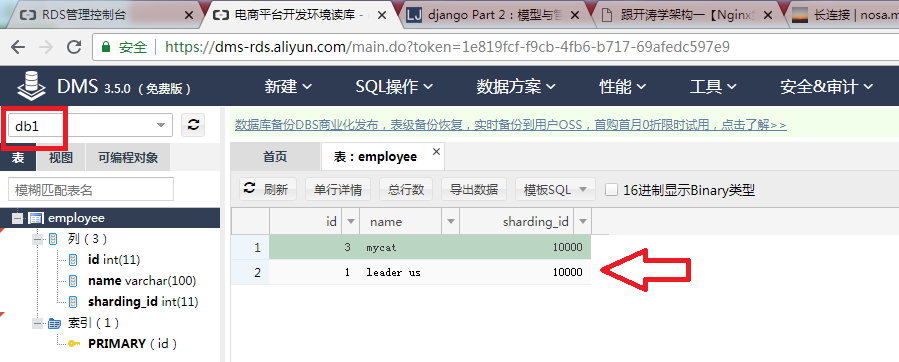 RDS管理控制台
电商平台开发环境读库 -
django Part 2：模型与管
跟开涛学架构一【Nginx
长连接 | nosa.m
安全 | https://dms-rds.aliyun.com/main.do?token=1e819fcf-f9cb-4fb6-b717-69afedc597e9
DMS 3.5.0（免费版）
新建
SQL操作
数据方案
性能
工具
安全&审计
db1
数据库备份DBS商业化发布，表级备份恢复，实时备份到用户OSS，首购首月0折限时试用，点击了解>>
表
视图
可编程对象
首页
表：employee
模糊匹配表名
刷新
单行详情
总行数
导出数据
模板SQL
16进制显示Binary类型
employee
列（3）
id int(11)
name varchar(100)
sharding_id int(11)
索引（1）
PRIMARY（id）
id name sharding_id
1 3 mycat 10000
2 1 leader us 10000